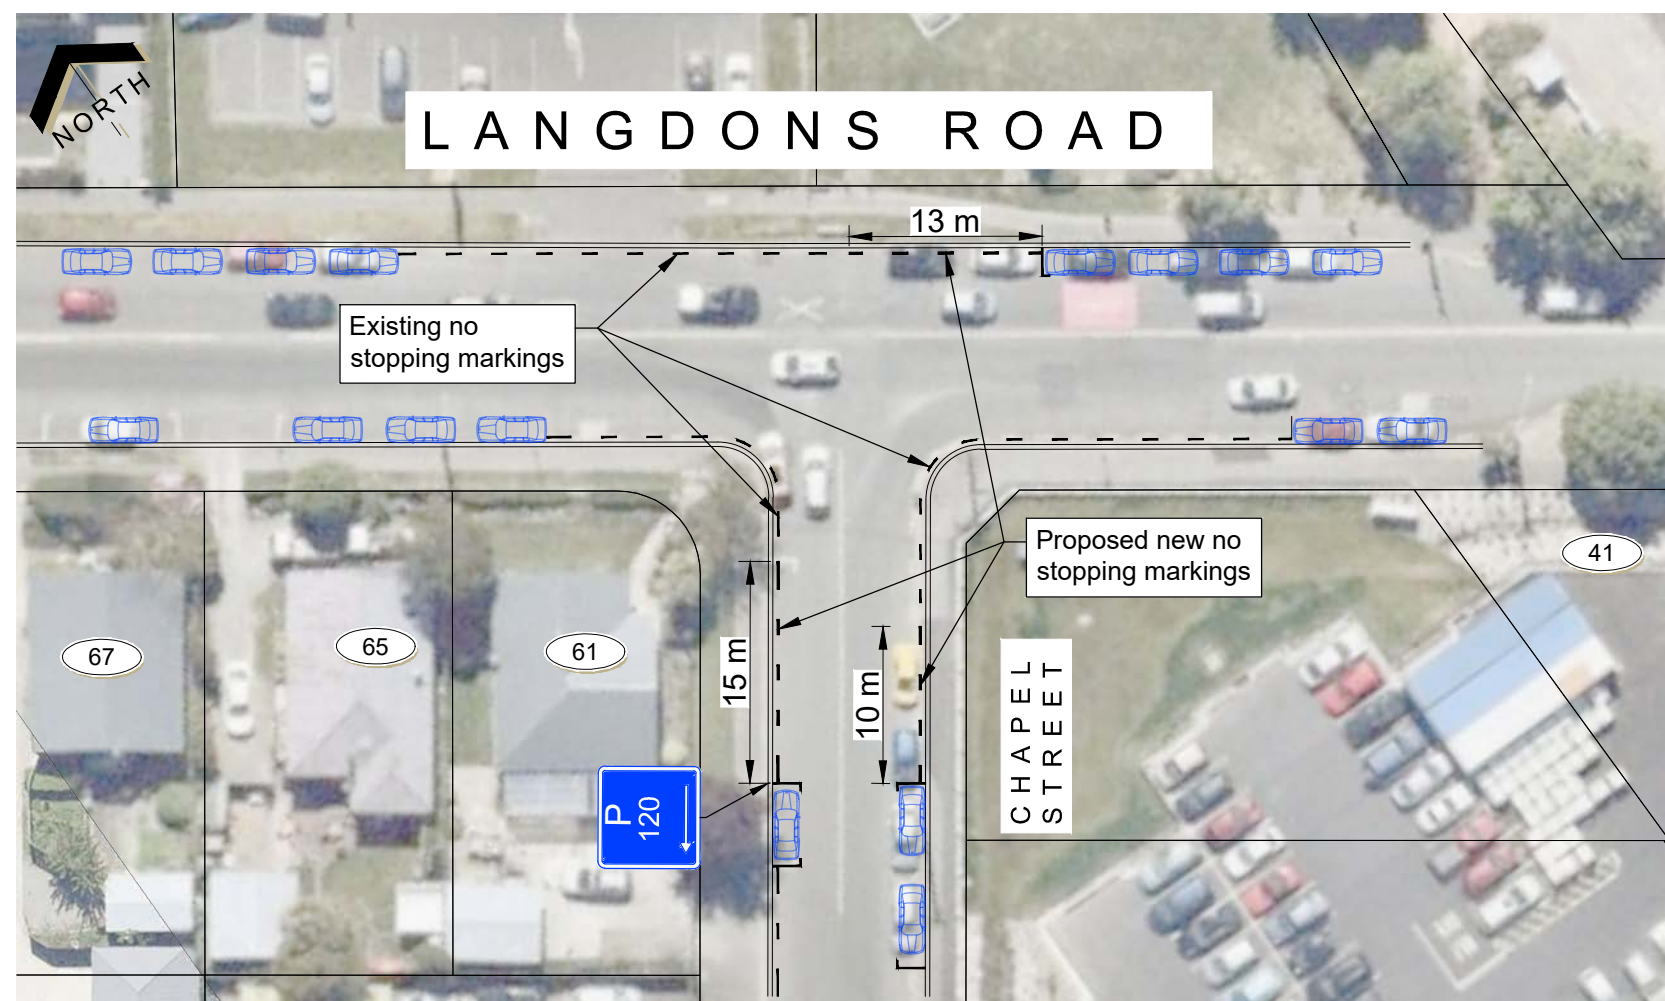 NORTH
LANGDONS ROAD
13 m
Existing no
stopping markings
Proposed new no
stopping markings
41
67
65
61
15 m
10 m
CHAPEL
STREET
P
120